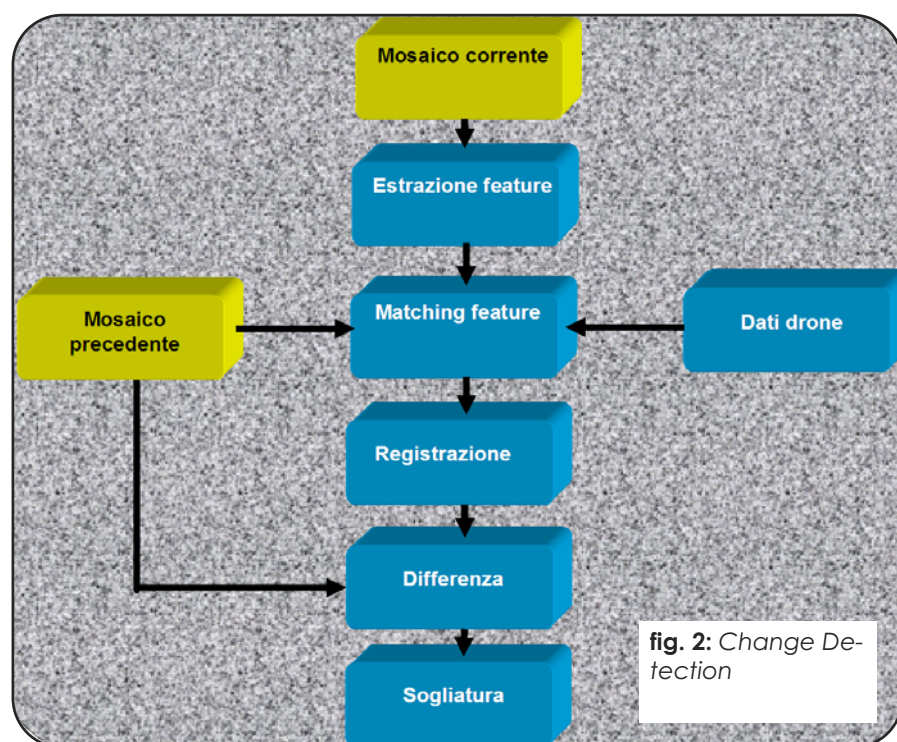 Mosaico corrente
Estrazione feature
Mosaico
precedente
Matching feature
Dati drone
Registrazione
Differenza
Sogliatura
fig. 2: Change De-
tection